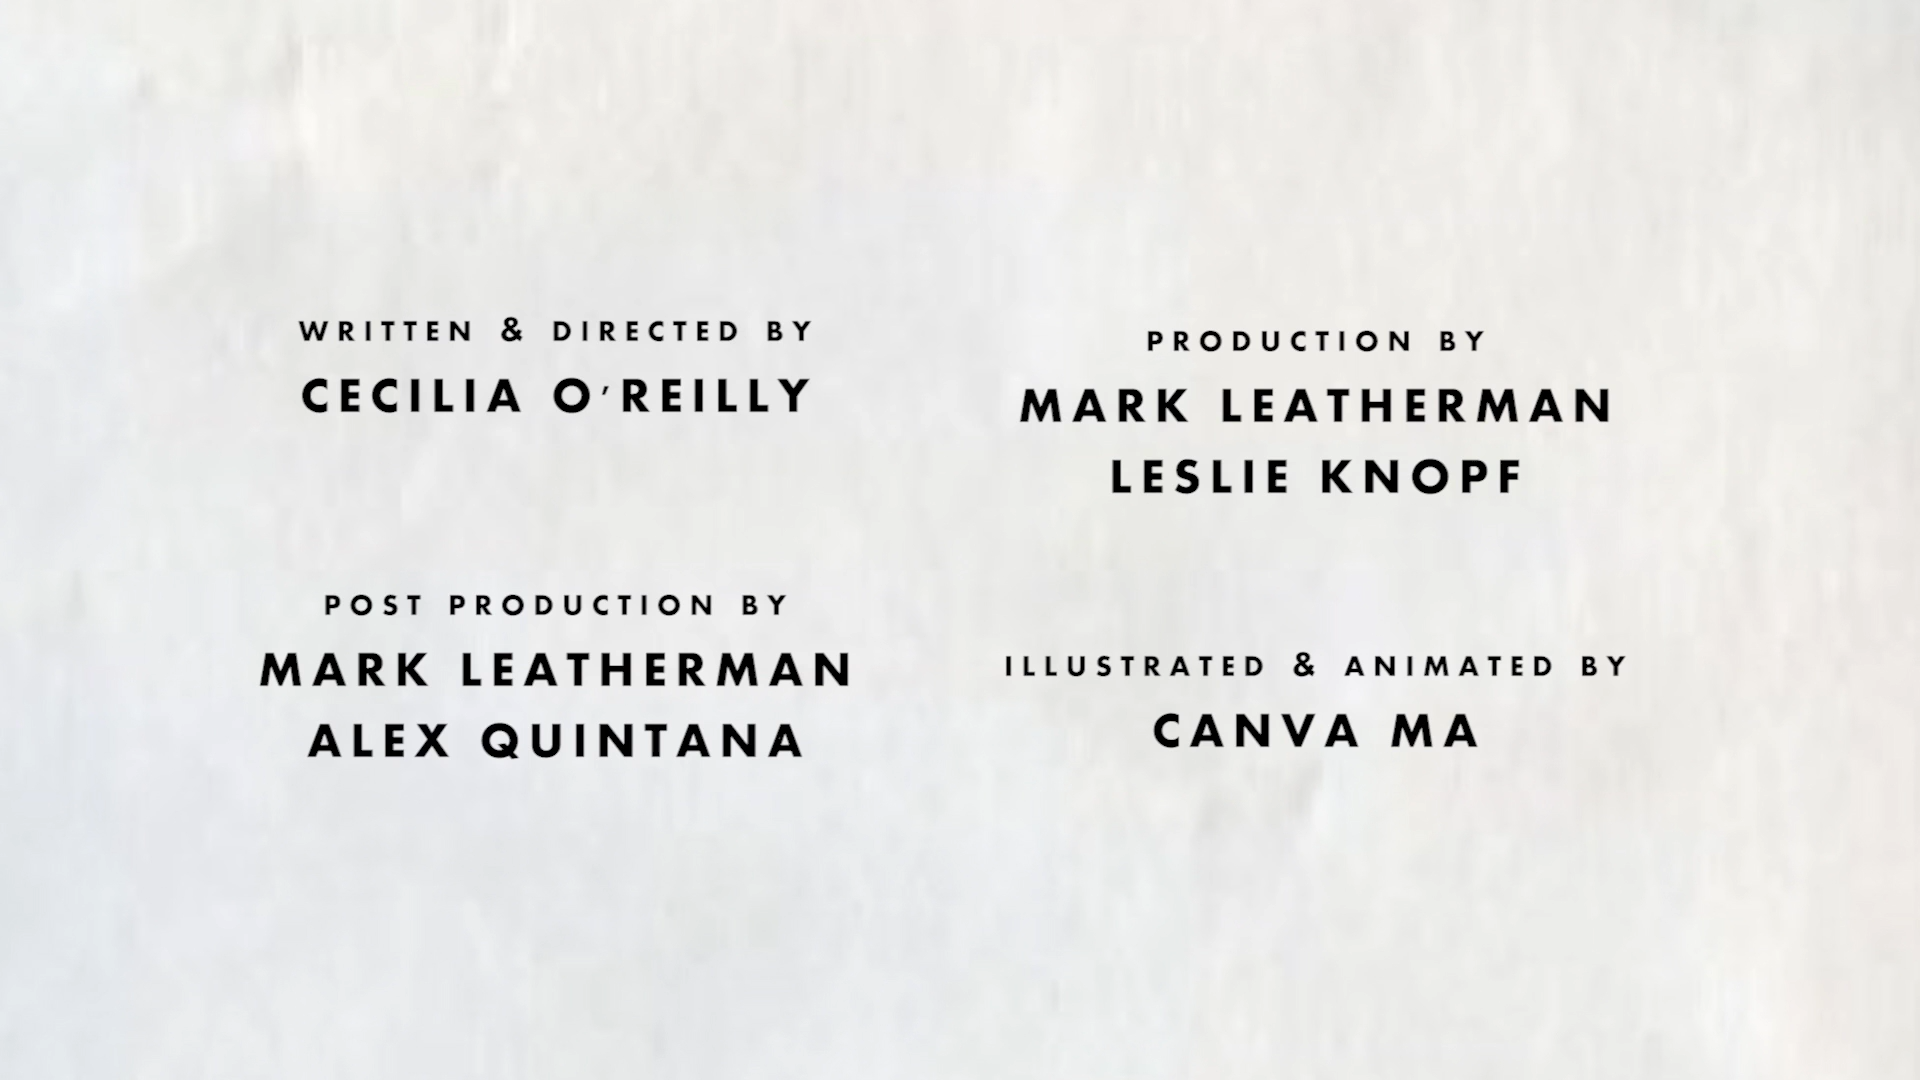 WRITTEN & DIRECTED BY
CECILIA O'REILLY
PRODUCTION BY
MARK LEATHERMAN
LESLIE KNOPF
POST PRODUCTION BY
MARK LEATHERMAN
ALEX QUINTANA
ILLUSTRATED & ANIMATED BY
CANVA MA